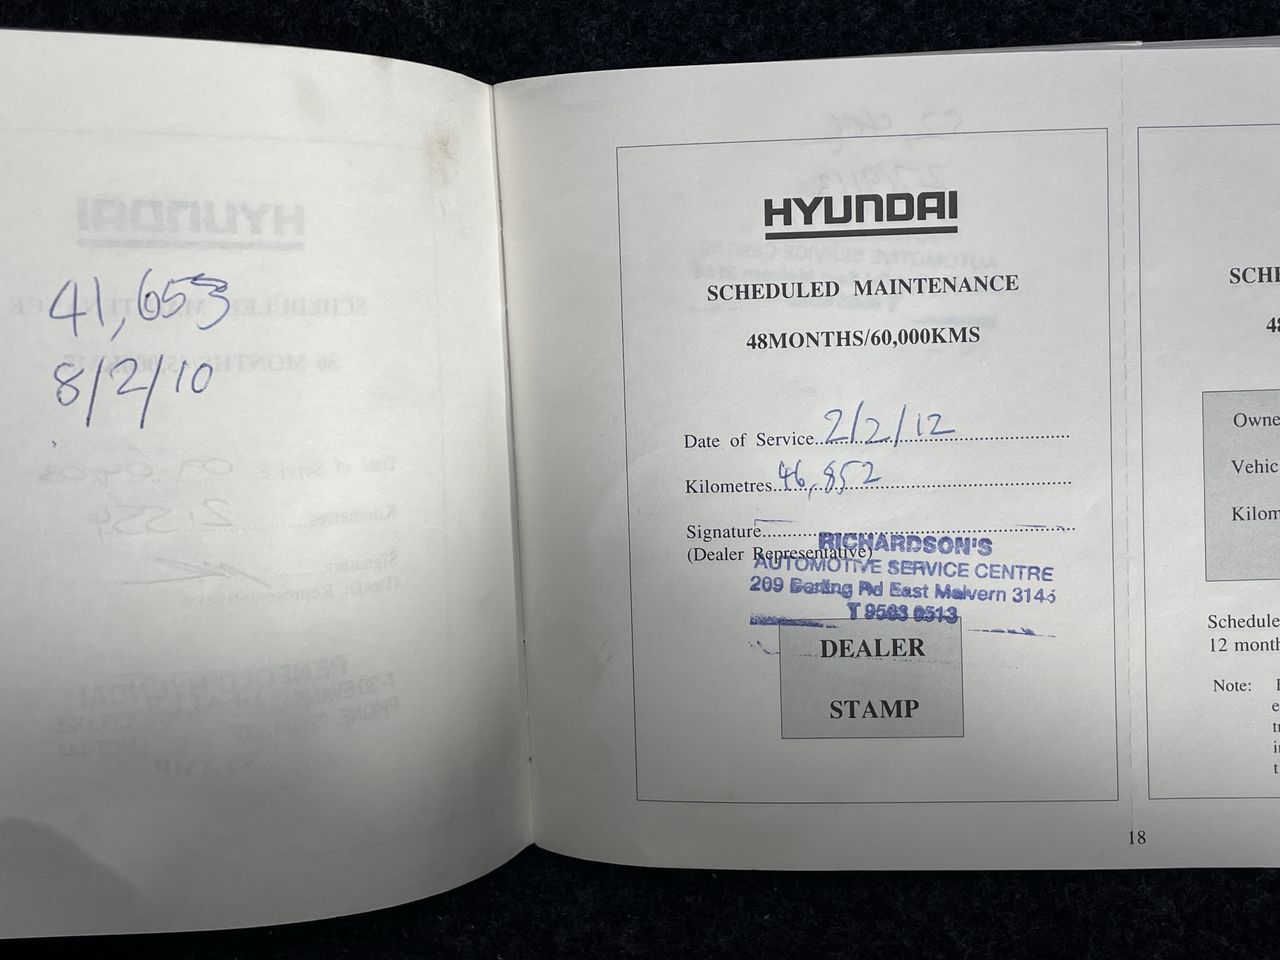 41,653
8/2/10
HYUNDAI
SCHEDULED MAINTENANCE
48MONTHS/60,000KMS
Date of Service..2/2/12
Kilometres..46,852
Signature
(Dealer Representative)
RICHARDSON'S
AUTOMOTIVE SERVICE CENTRE
209 Darling Rd East Malvern 3145
T 9563 6513
DEALER
STAMP
18
SCHE
48
Owne
Vehic
Kilom
Schedule
12 month
Note: